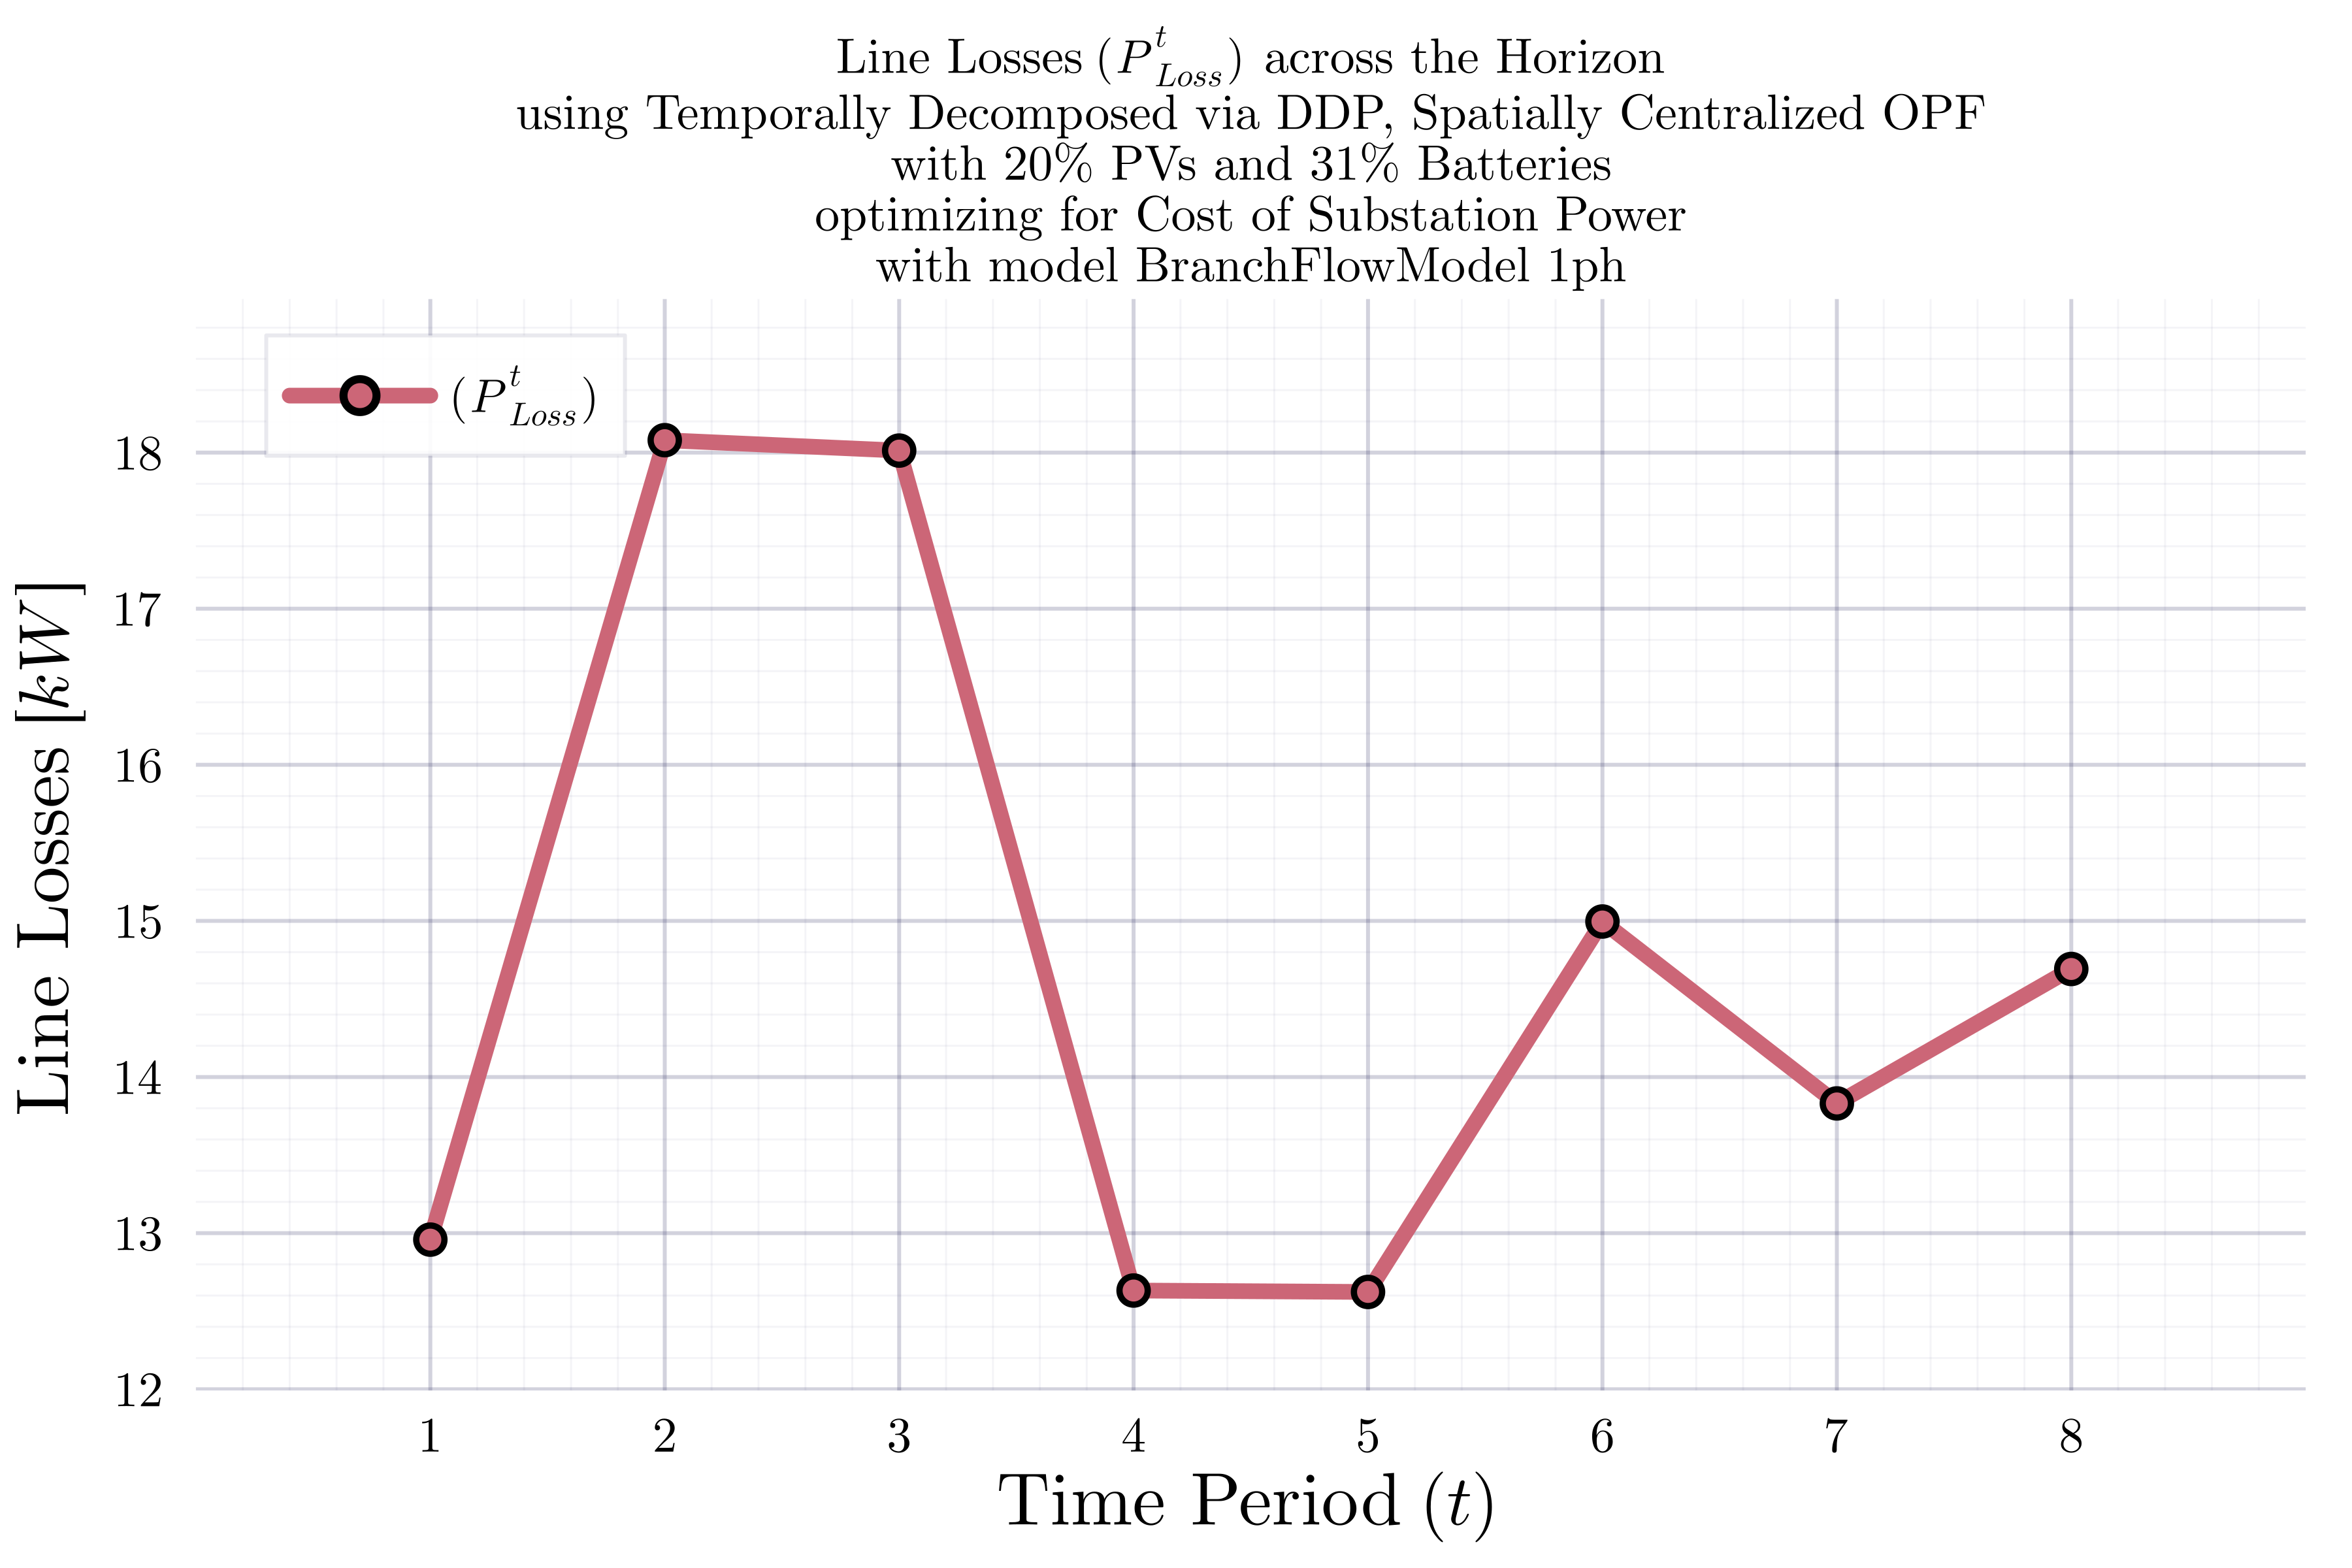 Line Losses (P^t_Loss) across the Horizon
using Temporally Decomposed via DDP, Spatially Centralized OPF
with 20% PVs and 31% Batteries
optimizing for Cost of Substation Power
with model BranchFlowModel 1ph
(P^t_Loss)
Line Losses [kW]
18
17
16
15
14
13
12
1 2 3 4 5 6 7 8
Time Period (t)